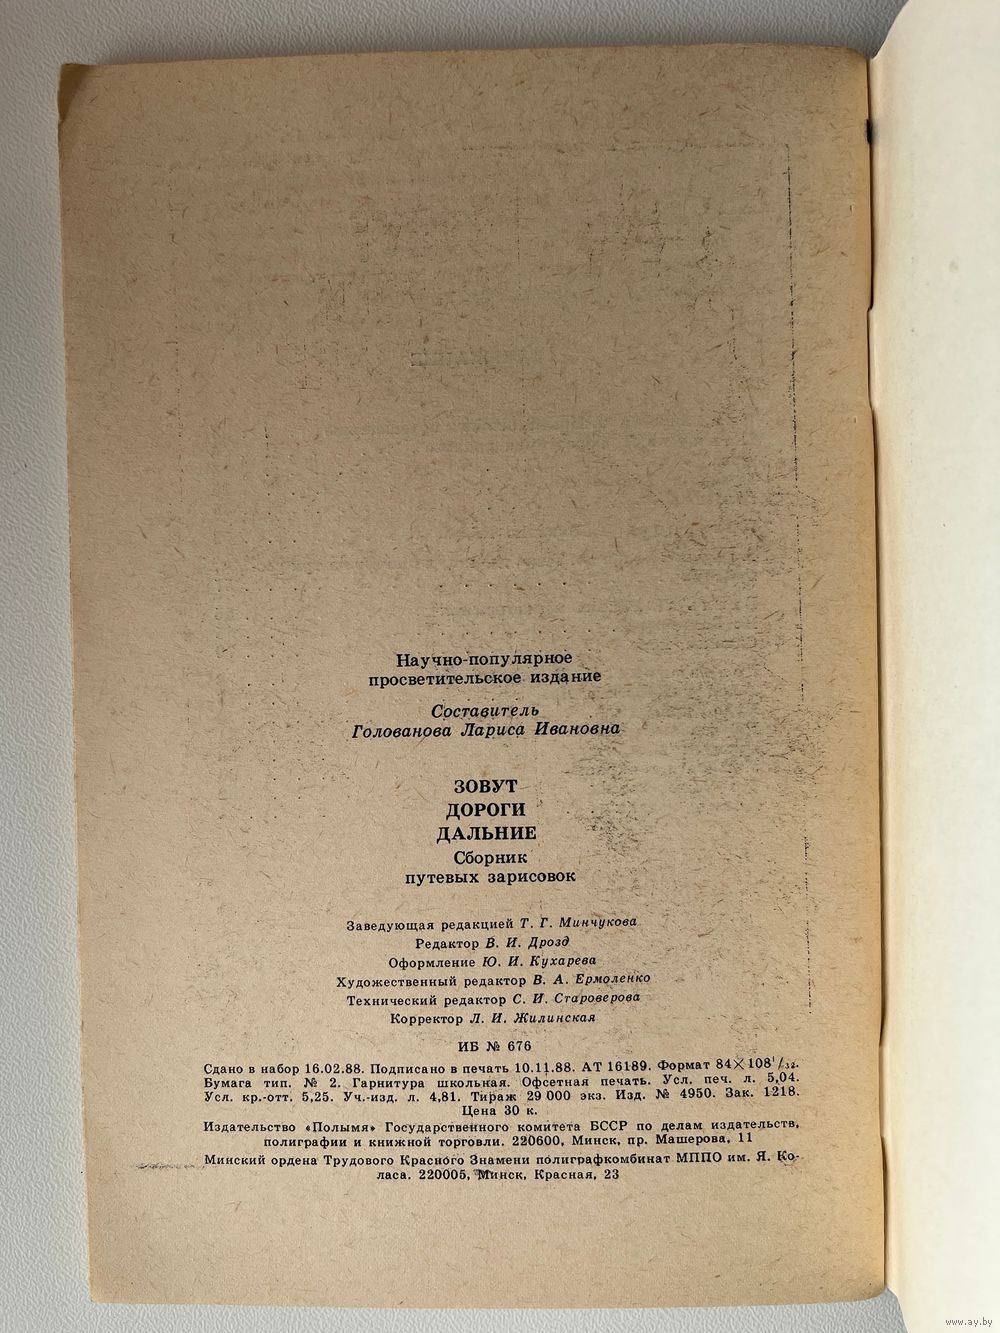 Научно-популярное
просветительское издание
Составитель
Голованова Лариса Ивановна
ЗОВУТ
ДОРОГИ
ДАЛЬНИЕ
Сборник
путевых зарисовок
Заведующая редакцией Т. Г. Минчукова
Редактор В. И. Дрозд
Оформление Ю. И. Кухарева
Художественный редактор В. А. Ермоленко
Технический редактор С. И. Староверова
Корректор Л. И. Жилинская
ИБ № 676
Сдано в набор 16.02.88. Подписано в печать 10.11.88. АТ 16189. Формат 84×108¹/₃₂.
Бумага тип. № 2. Гарнитура школьная. Офсетная печать. Усл. печ. л. 5,04.
Усл. кр.-отт. 5,25. Уч.-изд. л. 4,81. Тираж 29 000 экз. Изд. № 4950. Зак. 1218.
Цена 30 к.
Издательство «Полымя» Государственного комитета БССР по делам издательств,
полиграфии и книжной торговли. 220600, Минск, пр. Машерова, 11
Минский ордена Трудового Красного Знамени полиграфкомбинат МППО им. Я. Ко-
ласа. 220005, Минск, Красная, 23
www.ay.by